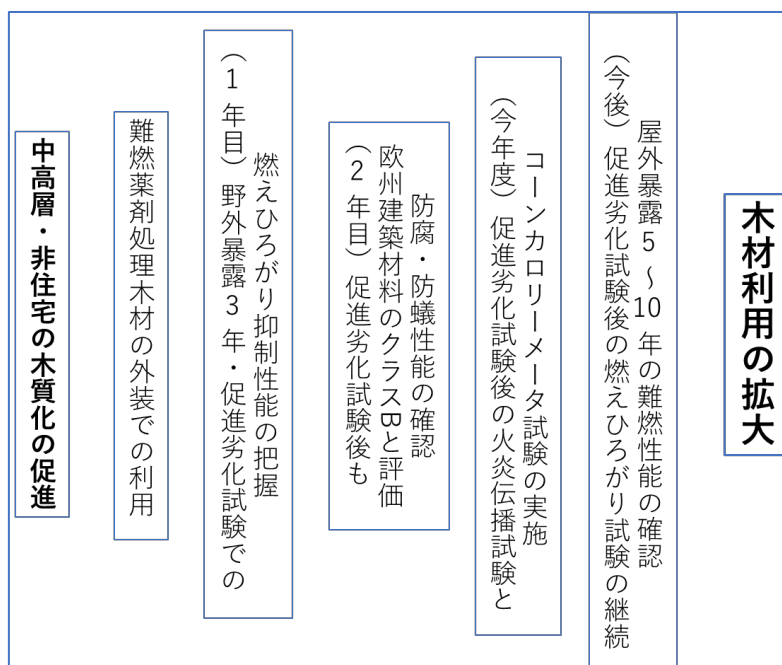 中高層・非住宅の木質化の促進
難燃薬剤処理木材の外装での利用
（1年目）野外暴露3年・促進劣化試験での
燃えひろがり抑制性能の把握
（2年目）促進劣化試験後も
欧州建築材料のクラスBと評価
防腐・防蟻性能の確認
（今年度）促進劣化試験後の火炎伝播試験と
コーンカロリーメータ試験の実施
（今後）促進劣化試験後の燃えひろがり試験の継続
屋外暴露5～10年の難燃性能の確認
木材利用の拡大